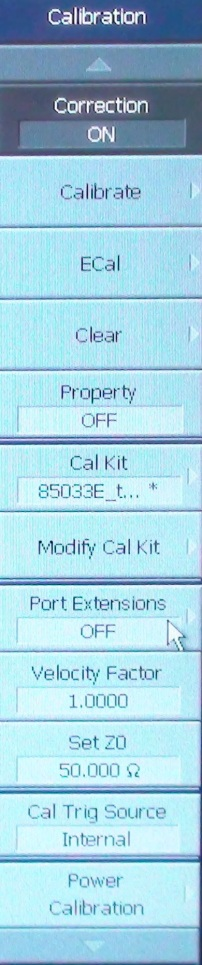 Calibration
Correction
ON
Calibrate
ECal
Clear
Property
OFF
Cal Kit
85033E_t... *
Modify Cal Kit
Port Extensions
OFF
Velocity Factor
1.0000
Set Z0
50.000 Ω
Cal Trig Source
Internal
Power
Calibration